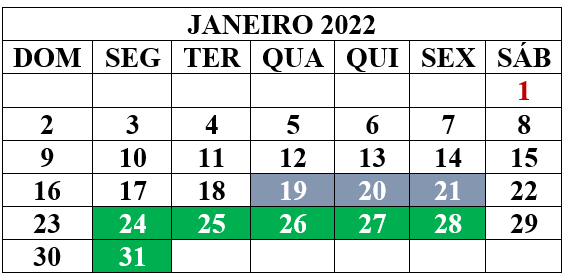 JANEIRO 2022
DOM SEG TER QUA QUI SEX SÁB
1
2 3 4 5 6 7 8
9 10 11 12 13 14 15
16 17 18 19 20 21 22
23 24 25 26 27 28 29
30 31